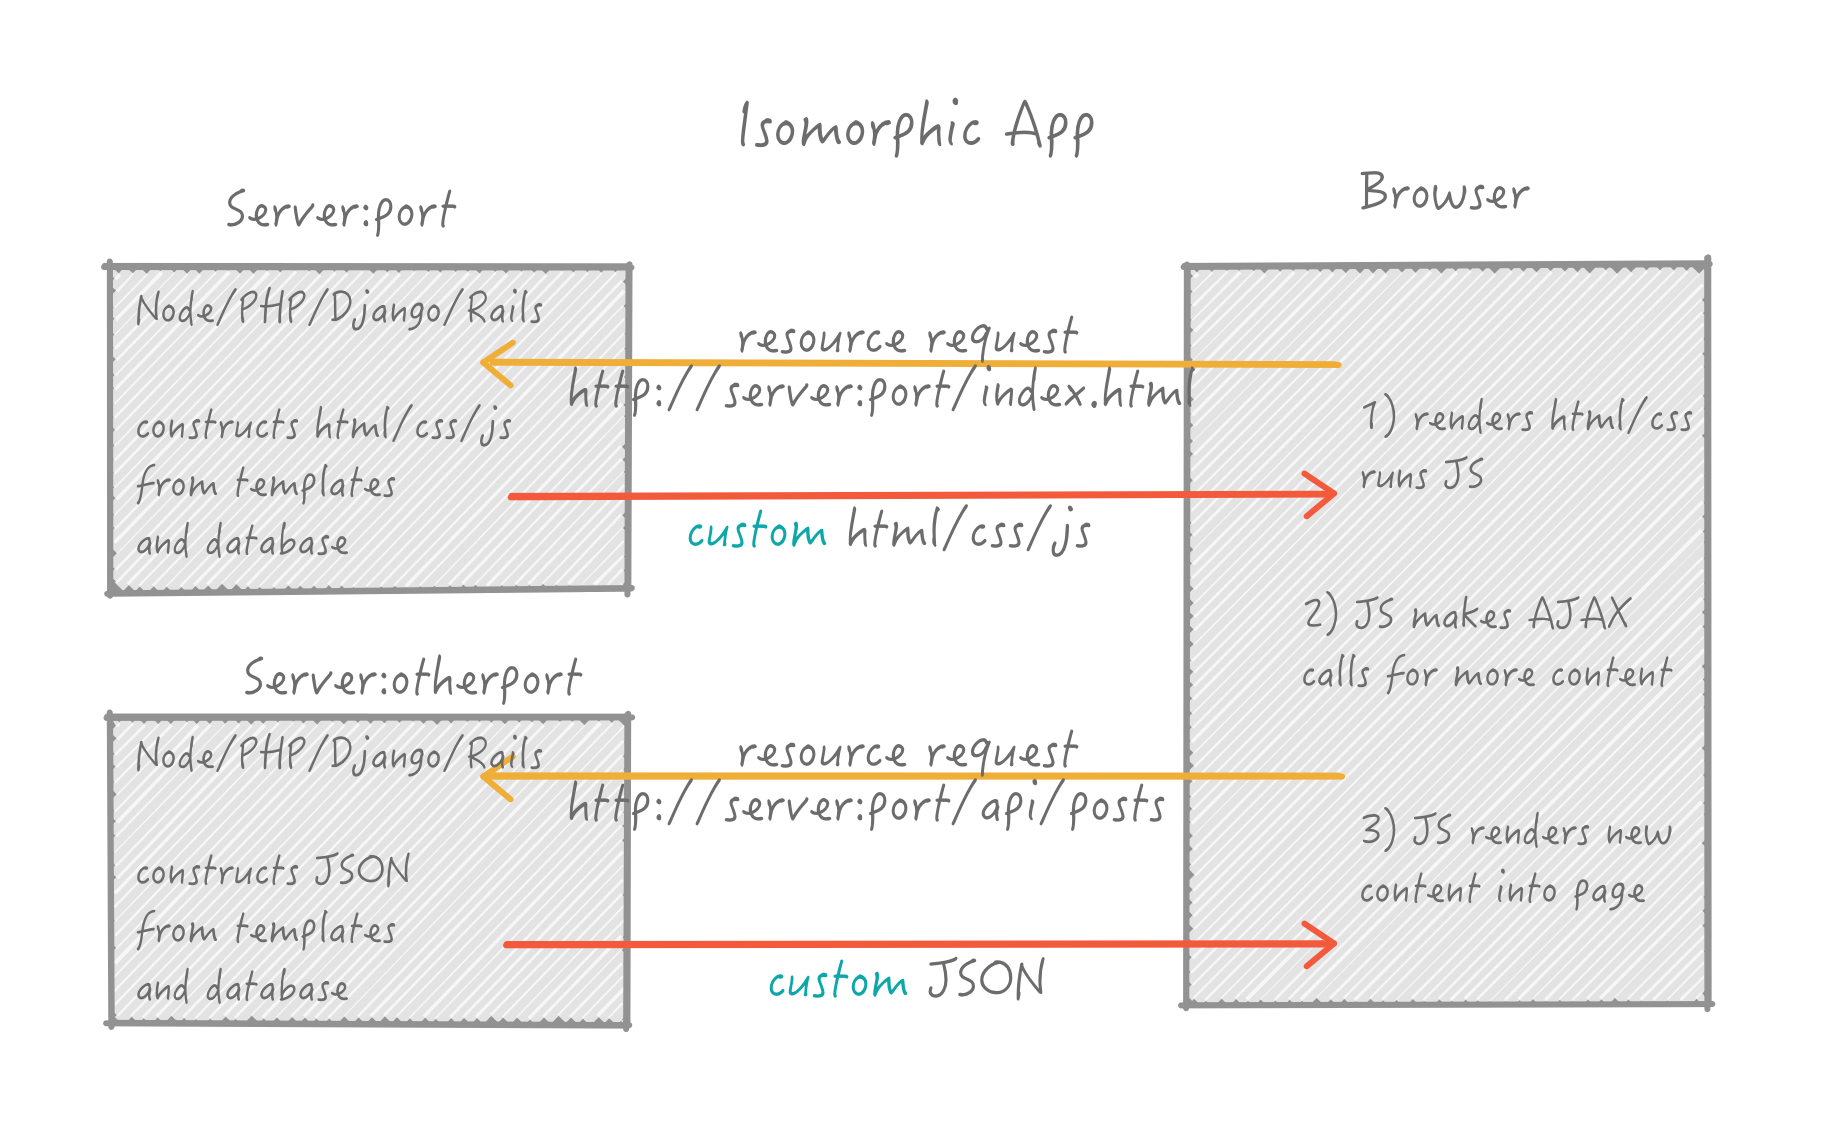 Isomorphic App
Server:port
Browser
Node/PHP/Django/Rails
constructs html/css/js
from templates
and database
resource request
http://server:port/index.html
custom html/css/js
1) renders html/css
runs JS
2) JS makes AJAX
calls for more content
Server:otherport
Node/PHP/Django/Rails
constructs JSON
from templates
and database
resource request
http://server:port/api/posts
custom JSON
3) JS renders new
content into page